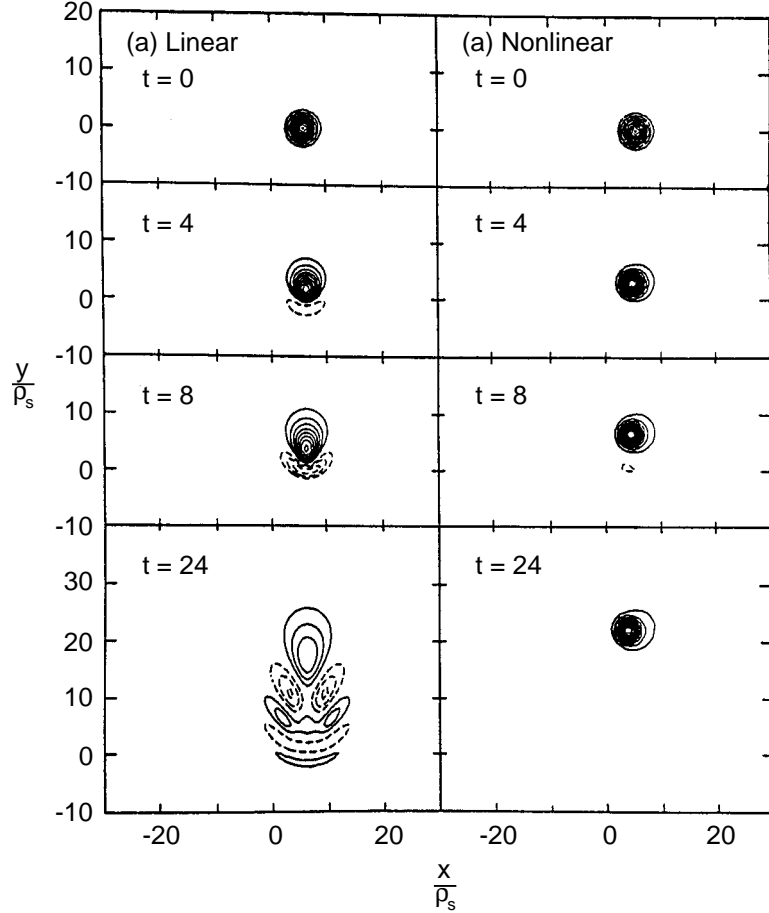 20
(a) Linear
(a) Nonlinear
t = 0
t = 0
10
0
-10
t = 4
t = 4
10
0
-10
y
ρs
t = 8
t = 8
10
0
-10
t = 24
t = 24
30
20
10
0
-10
-20 0 20
-20 0 20
x
ρs
x
ρs